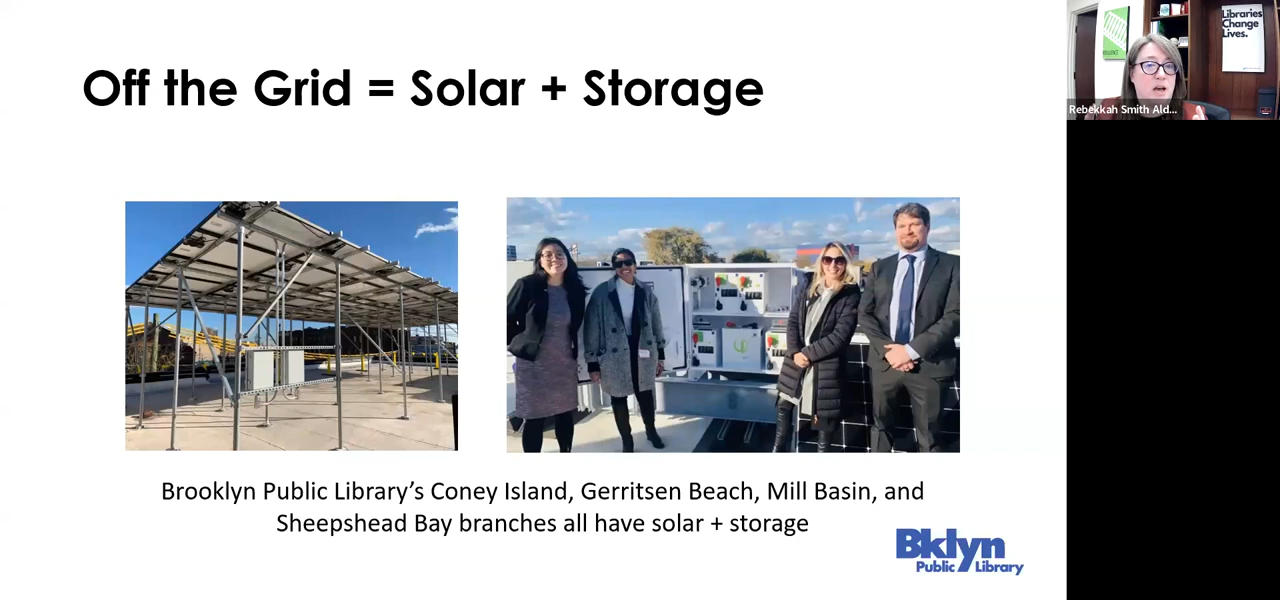 Off the Grid = Solar + Storage
Brooklyn Public Library’s Coney Island, Gerritsen Beach, Mill Basin, and
Sheepshead Bay branches all have solar + storage
Bklyn
Public Library
Libraries
Change
Lives.
Rebekkah Smith Ald...